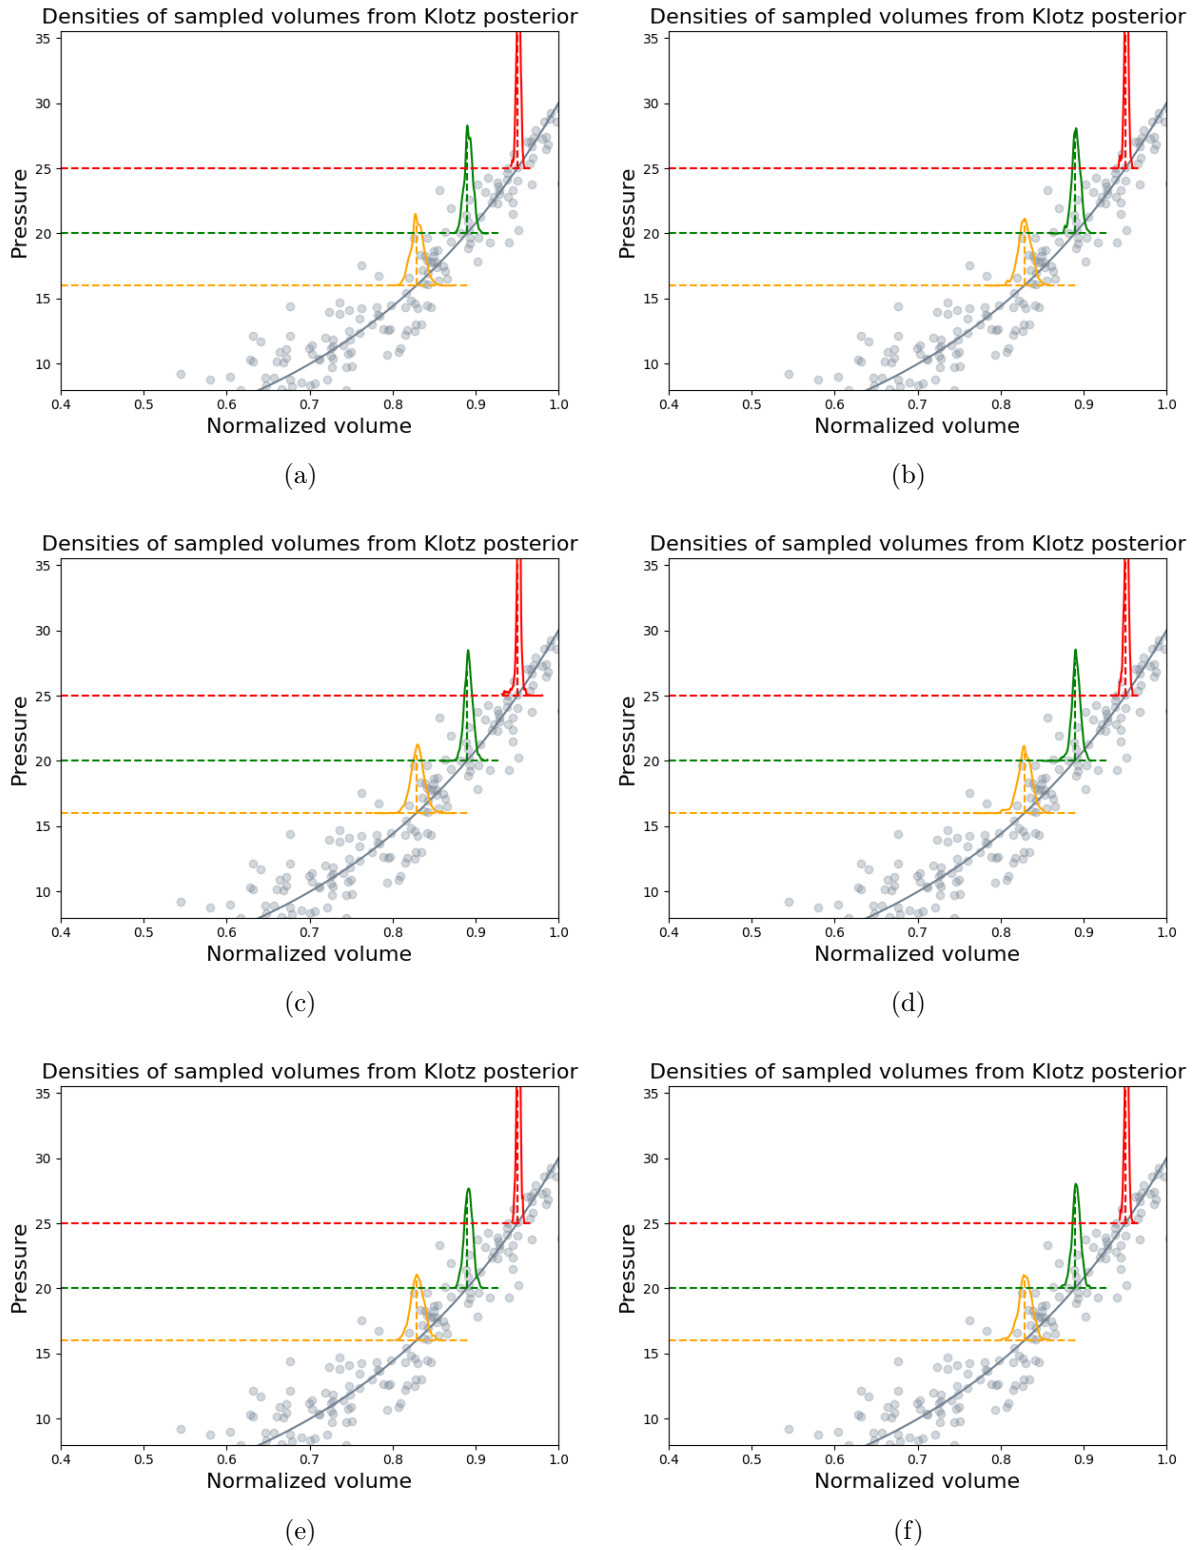 Densities of sampled volumes from Klotz posterior
35
30
25
20
15
10
Pressure
0.4 0.5 0.6 0.7 0.8 0.9 1.0
Normalized volume
(a)
Densities of sampled volumes from Klotz posterior
35
30
25
20
15
10
Pressure
0.4 0.5 0.6 0.7 0.8 0.9 1.0
Normalized volume
(b)
Densities of sampled volumes from Klotz posterior
35
30
25
20
15
10
Pressure
0.4 0.5 0.6 0.7 0.8 0.9 1.0
Normalized volume
(c)
Densities of sampled volumes from Klotz posterior
35
30
25
20
15
10
Pressure
0.4 0.5 0.6 0.7 0.8 0.9 1.0
Normalized volume
(d)
Densities of sampled volumes from Klotz posterior
35
30
25
20
15
10
Pressure
0.4 0.5 0.6 0.7 0.8 0.9 1.0
Normalized volume
(e)
Densities of sampled volumes from Klotz posterior
35
30
25
20
15
10
Pressure
0.4 0.5 0.6 0.7 0.8 0.9 1.0
Normalized volume
(f)